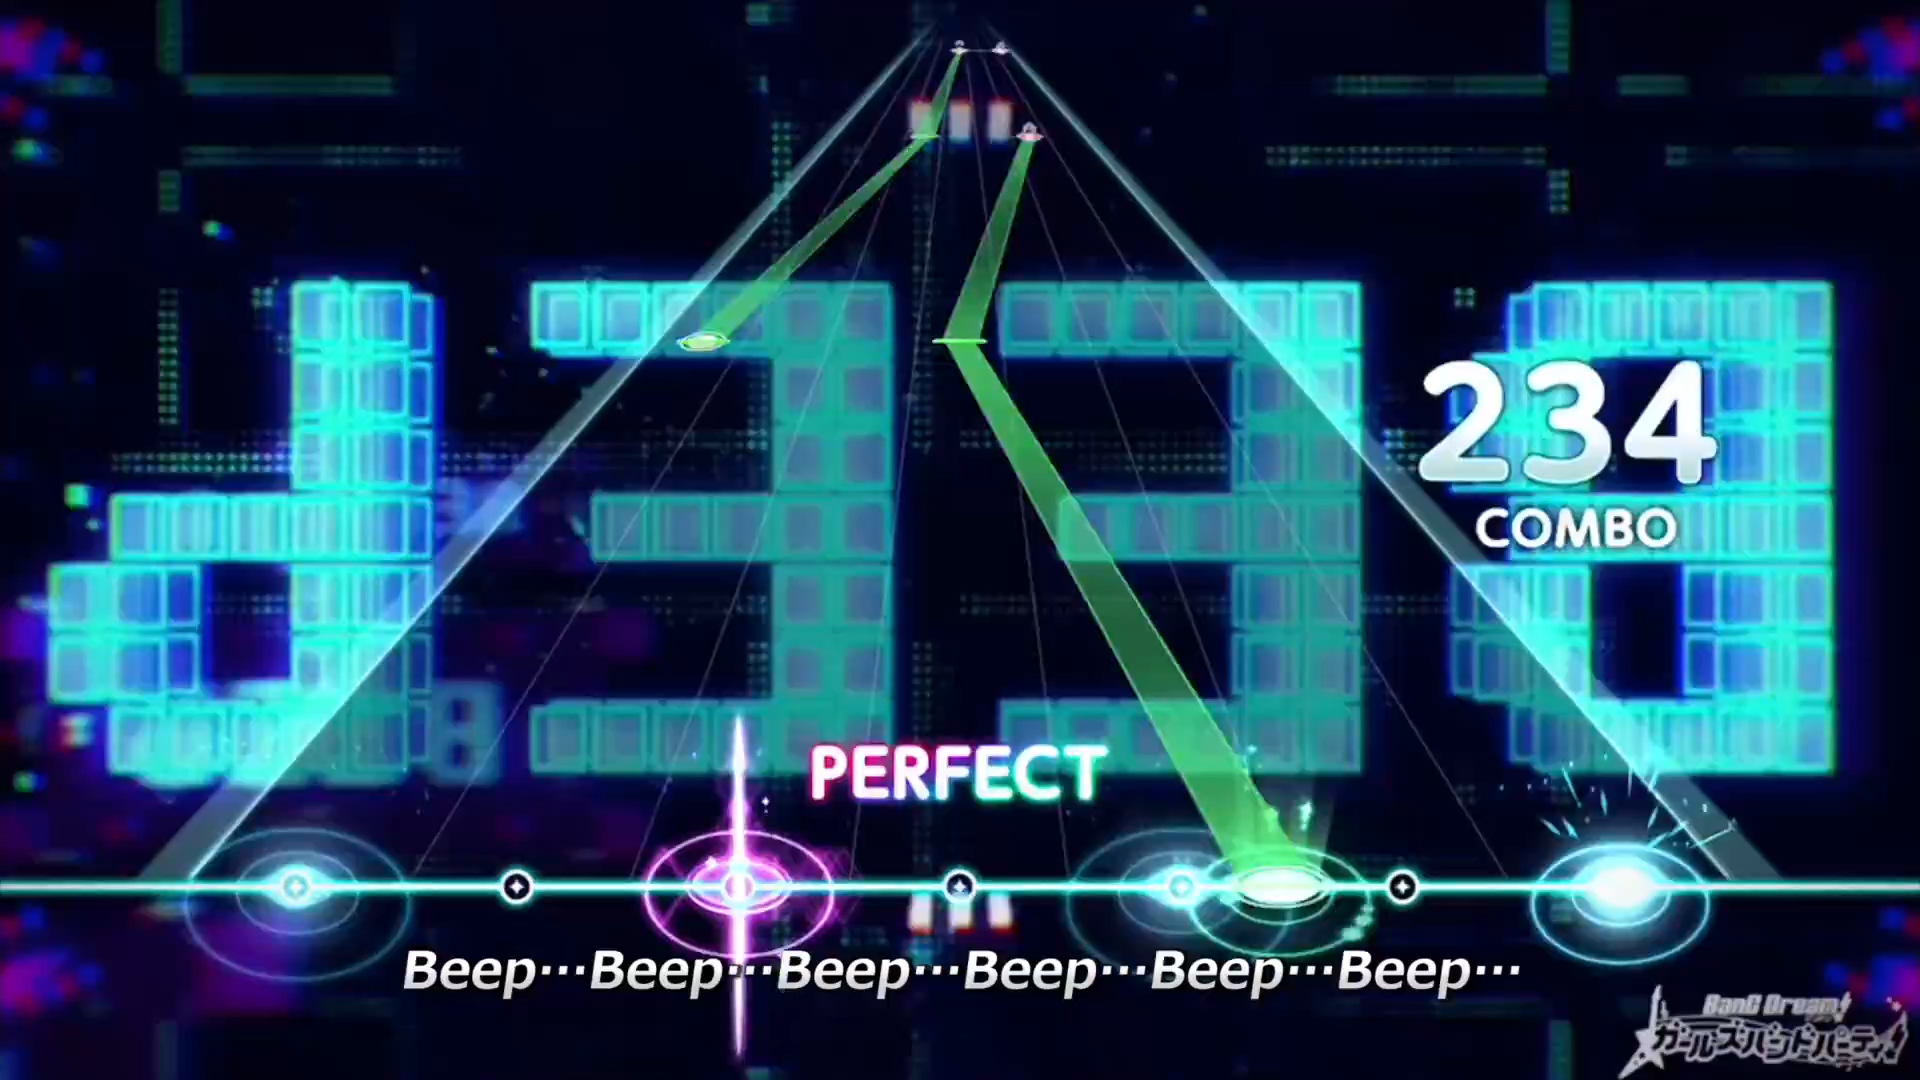 234
COMBO
PERFECT
Beep…Beep…Beep…Beep…Beep…Beep…
BanG Dream!
ガールズバンドパーティ!